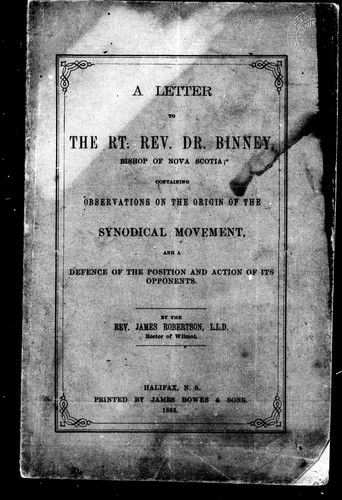 A LETTER
TO
THE RT. REV. DR. BINNEY,
BISHOP OF NOVA SCOTIA;
CONTAINING
OBSERVATIONS ON THE ORIGIN OF THE
SYNODICAL MOVEMENT,
AND A
DEFENCE OF THE POSITION AND ACTION OF ITS
OPPONENTS.
BY THE
REV. JAMES ROBERTSON, L.L.D.
Rector of Wilmot.
HALIFAX, N. S.
PRINTED BY JAMES BOWES & SONS.